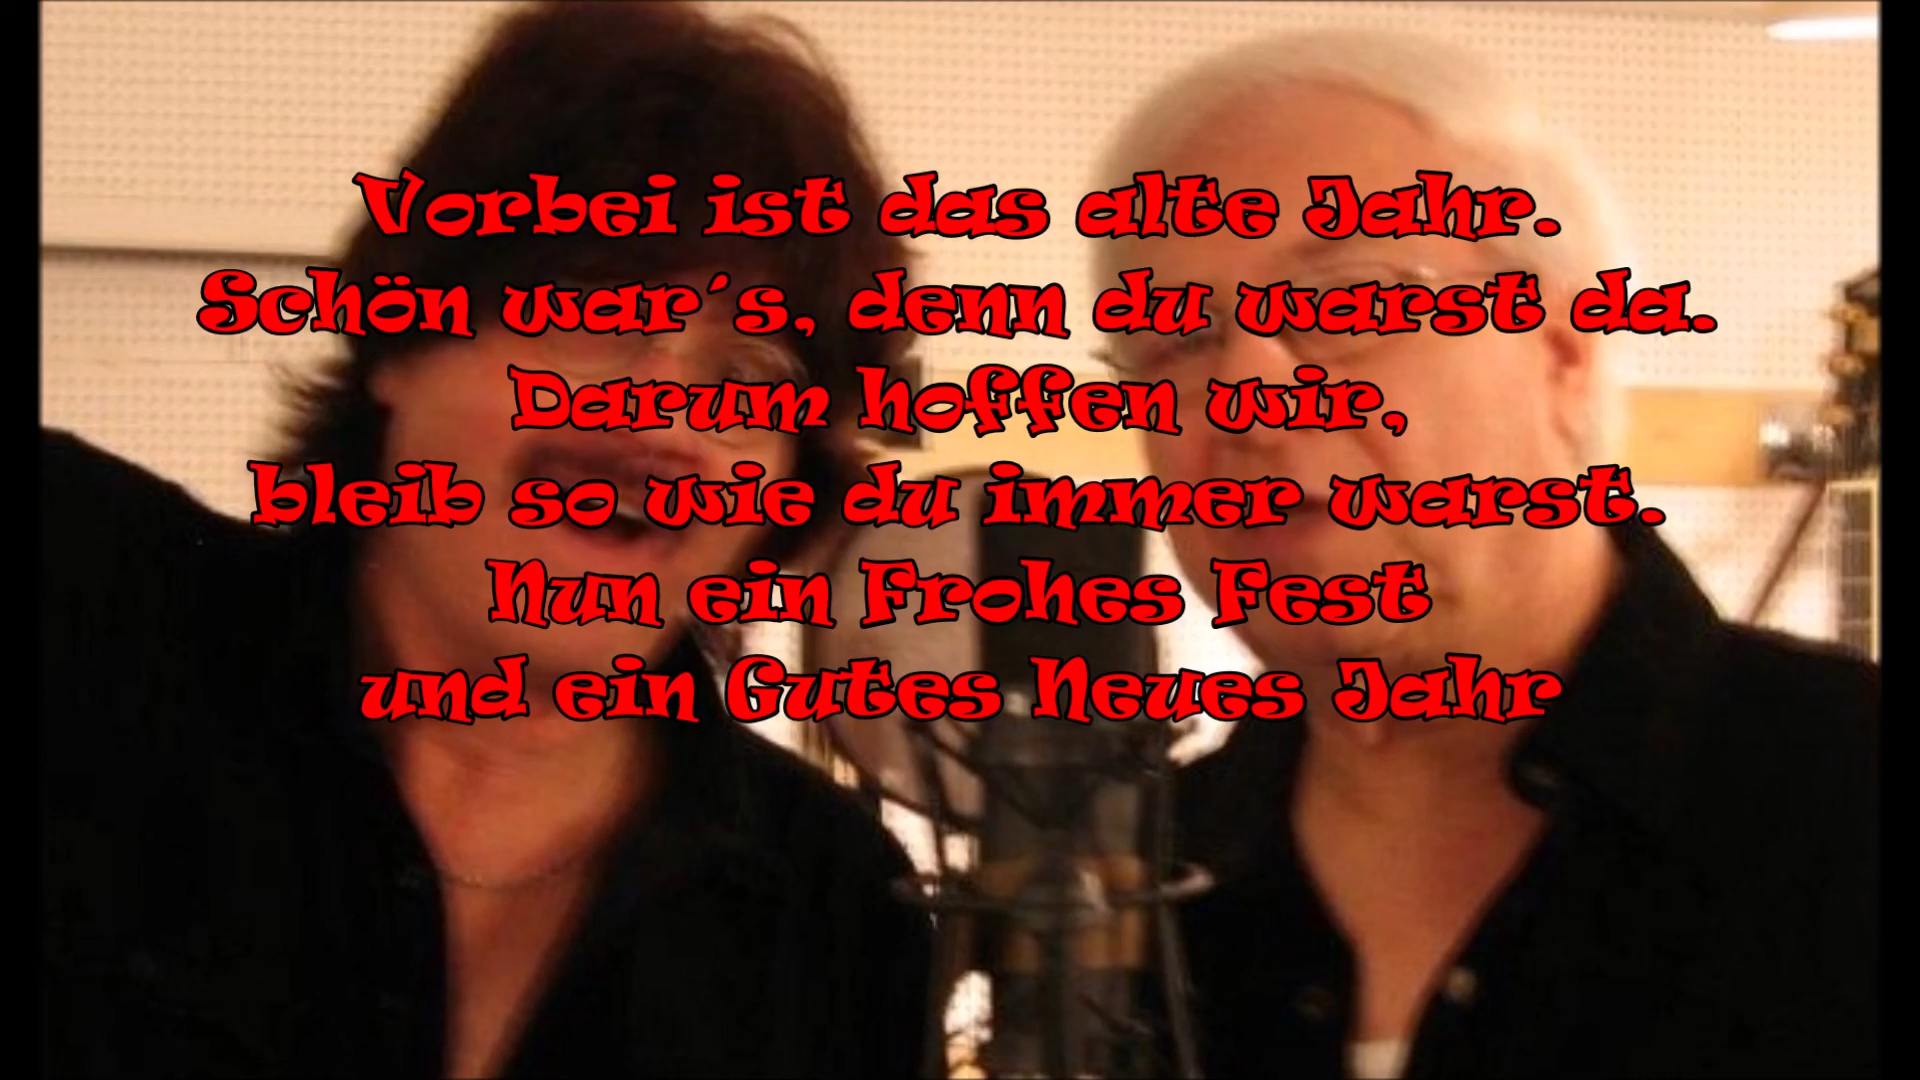 Vorbei ist das alte Jahr.
Schön war´s, denn du warst da.
Darum hoffen wir,
bleib so wie du immer warst.
Nun ein Frohes Fest
und ein Gutes Neues Jahr